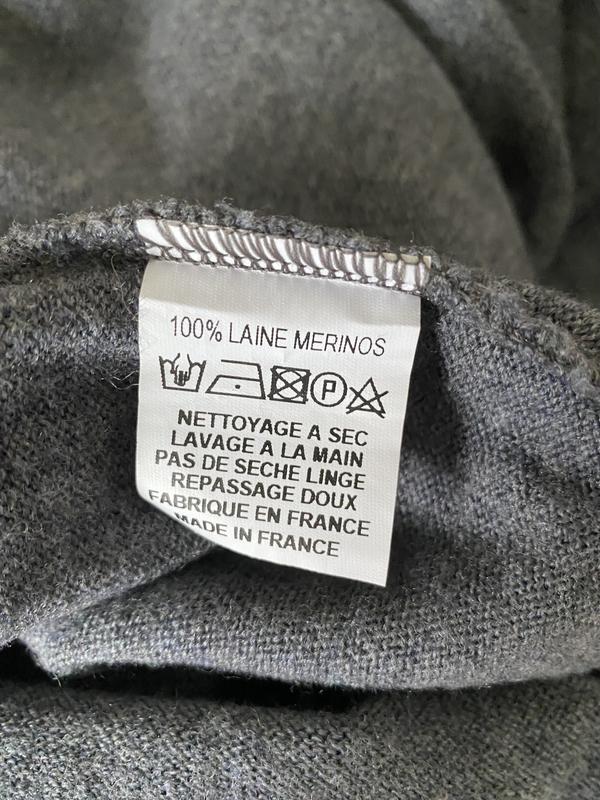 100% LAINE MERINOS
P
NETTOYAGE A SEC
LAVAGE A LA MAIN
PAS DE SECHE LINGE
REPASSAGE DOUX
FABRIQUE EN FRANCE
MADE IN FRANCE